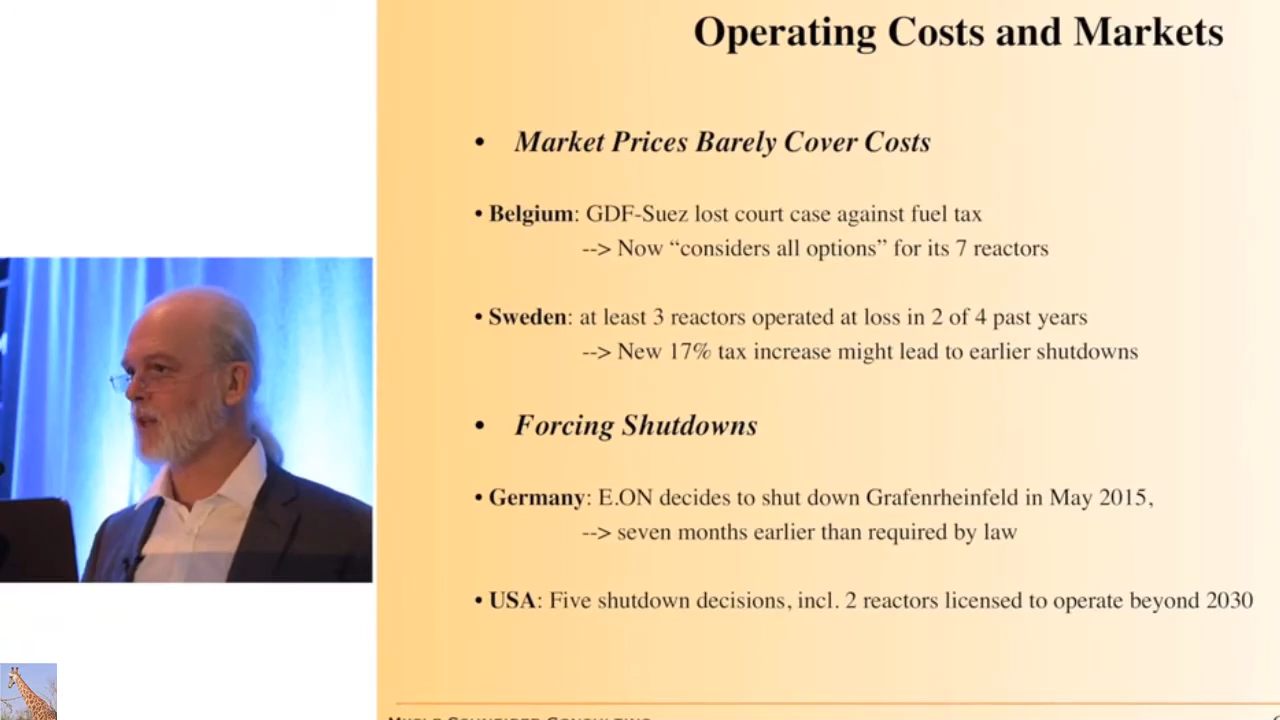 Operating Costs and Markets
• Market Prices Barely Cover Costs
• Belgium: GDF-Suez lost court case against fuel tax
--> Now “considers all options” for its 7 reactors
• Sweden: at least 3 reactors operated at loss in 2 of 4 past years
--> New 17% tax increase might lead to earlier shutdowns
• Forcing Shutdowns
• Germany: E.ON decides to shut down Grafenrheinfeld in May 2015,
--> seven months earlier than required by law
• USA: Five shutdown decisions, incl. 2 reactors licensed to operate beyond 2030